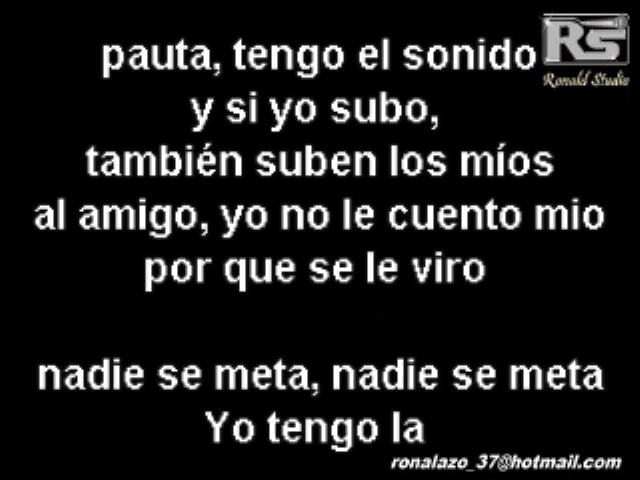 RS
Ronald Studio
pauta, tengo el sonido
y si yo subo,
también suben los míos
al amigo, yo no le cuento mio
por que se le viro
nadie se meta, nadie se meta
Yo tengo la
ronalazo_37@hotmail.com